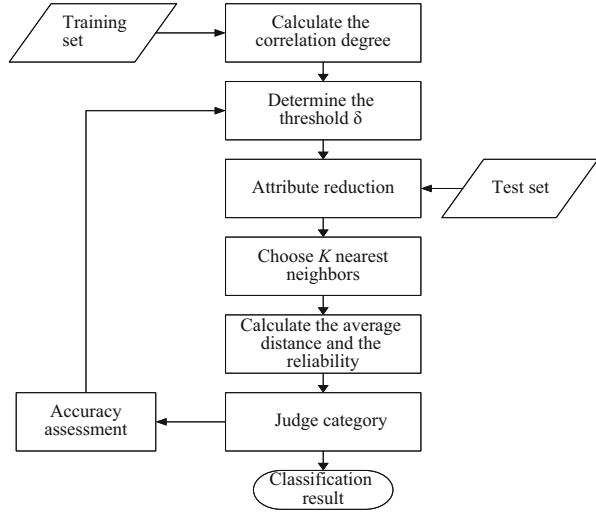 Training
set
Calculate the
correlation degree
Determine the
threshold δ
Attribute reduction
Test set
Choose K nearest
neighbors
Calculate the average
distance and the
reliability
Accuracy
assessment
Judge category
Classification
result